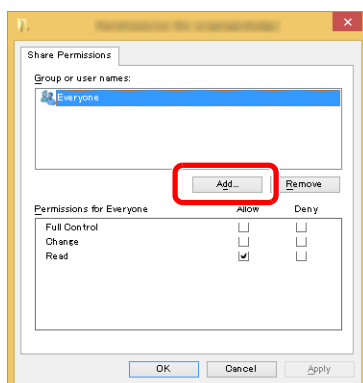 Share Permissions
Group or user names:
Everyone
Add...
Remove
Permissions for Everyone Allow Deny
Full Control
Change
Read
OK Cancel Apply